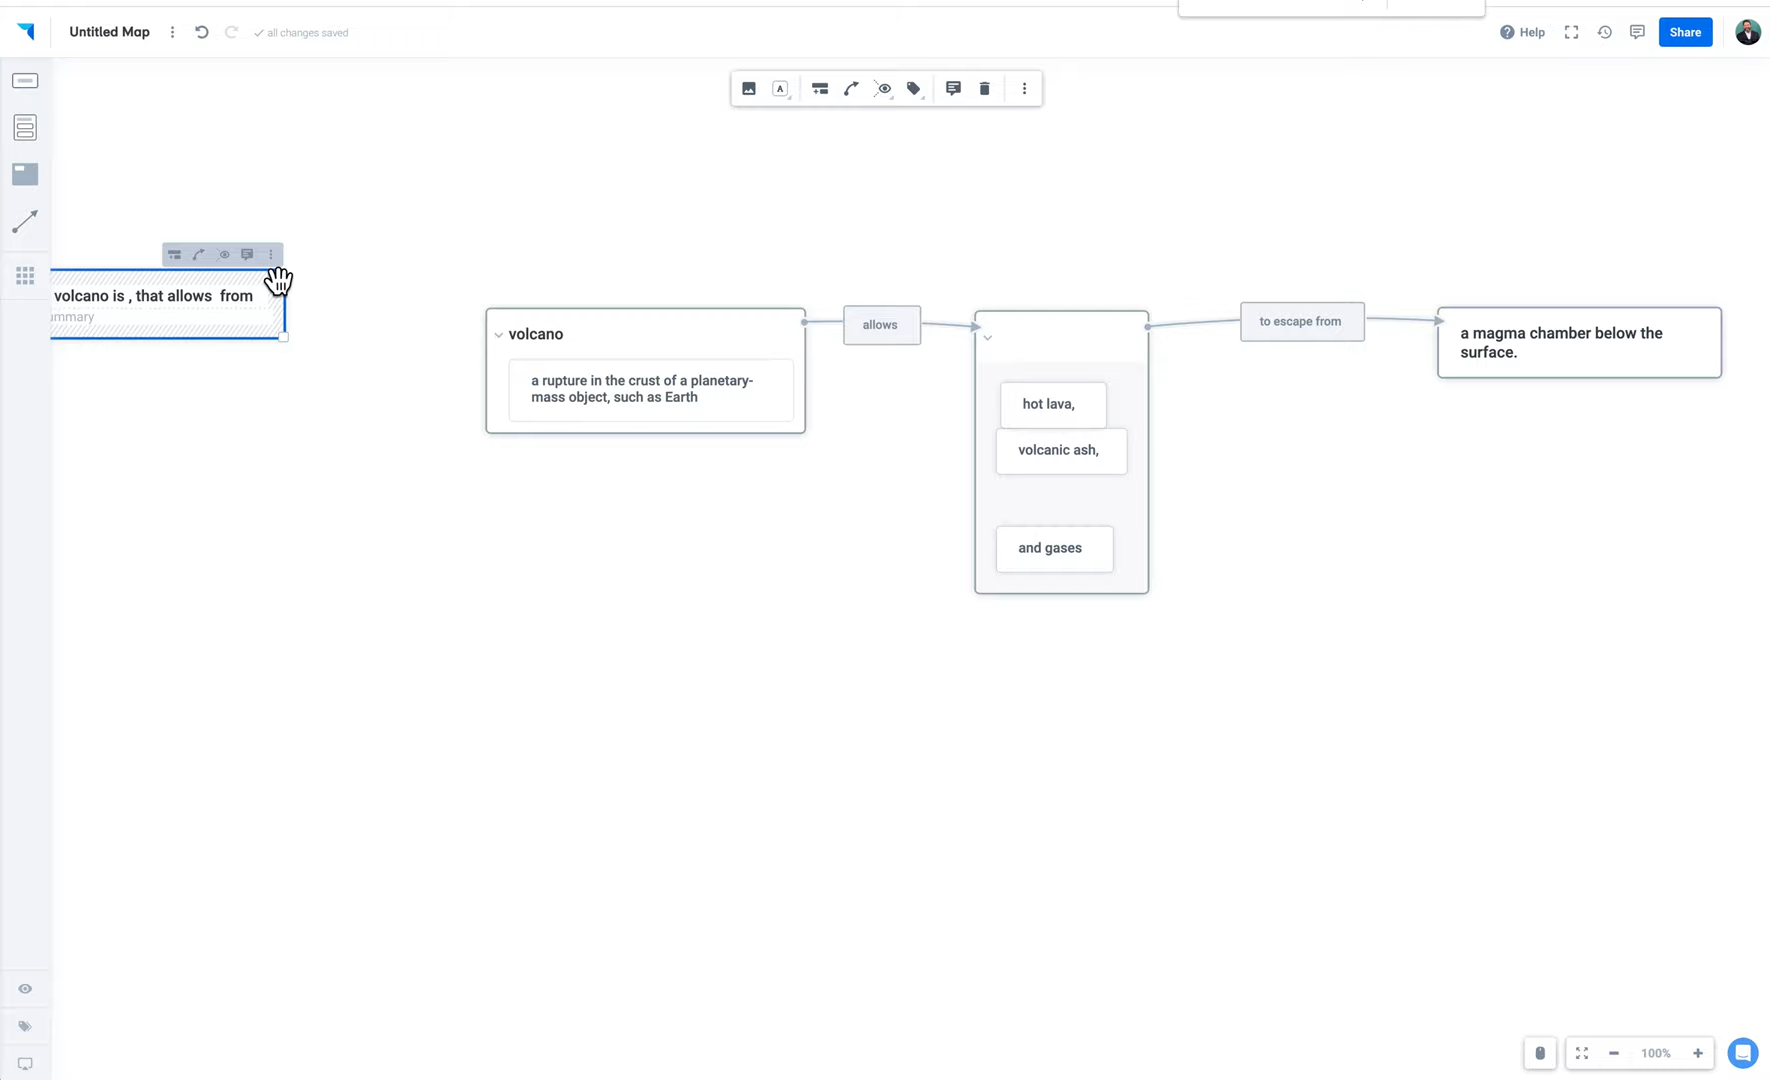 Untitled Map
all changes saved
Help
Share
A
volcano is , that allows  from
ummary
volcano
a rupture in the crust of a planetary-
mass object, such as Earth
allows
hot lava,
volcanic ash,
and gases
to escape from
a magma chamber below the
surface.
100%